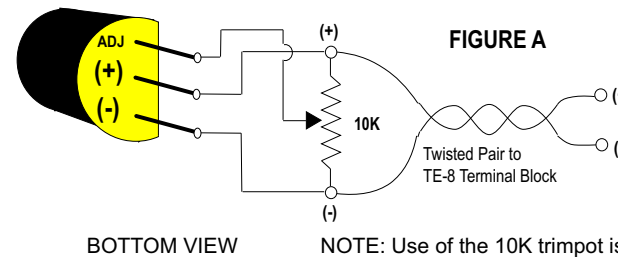 ADJ
(+)
(-)
(+)
10K
(-)
FIGURE A
Twisted Pair to
TE-8 Terminal Block
BOTTOM VIEW
NOTE: Use of the 10K trimpot is